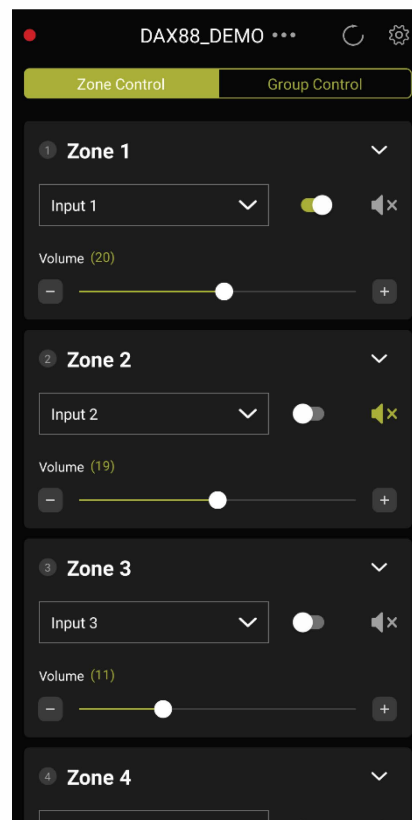 DAX88_DEMO •••
Zone Control Group Control
1 Zone 1
Input 1
Volume (20)
− +
2 Zone 2
Input 2
Volume (19)
− +
3 Zone 3
Input 3
Volume (11)
− +
4 Zone 4